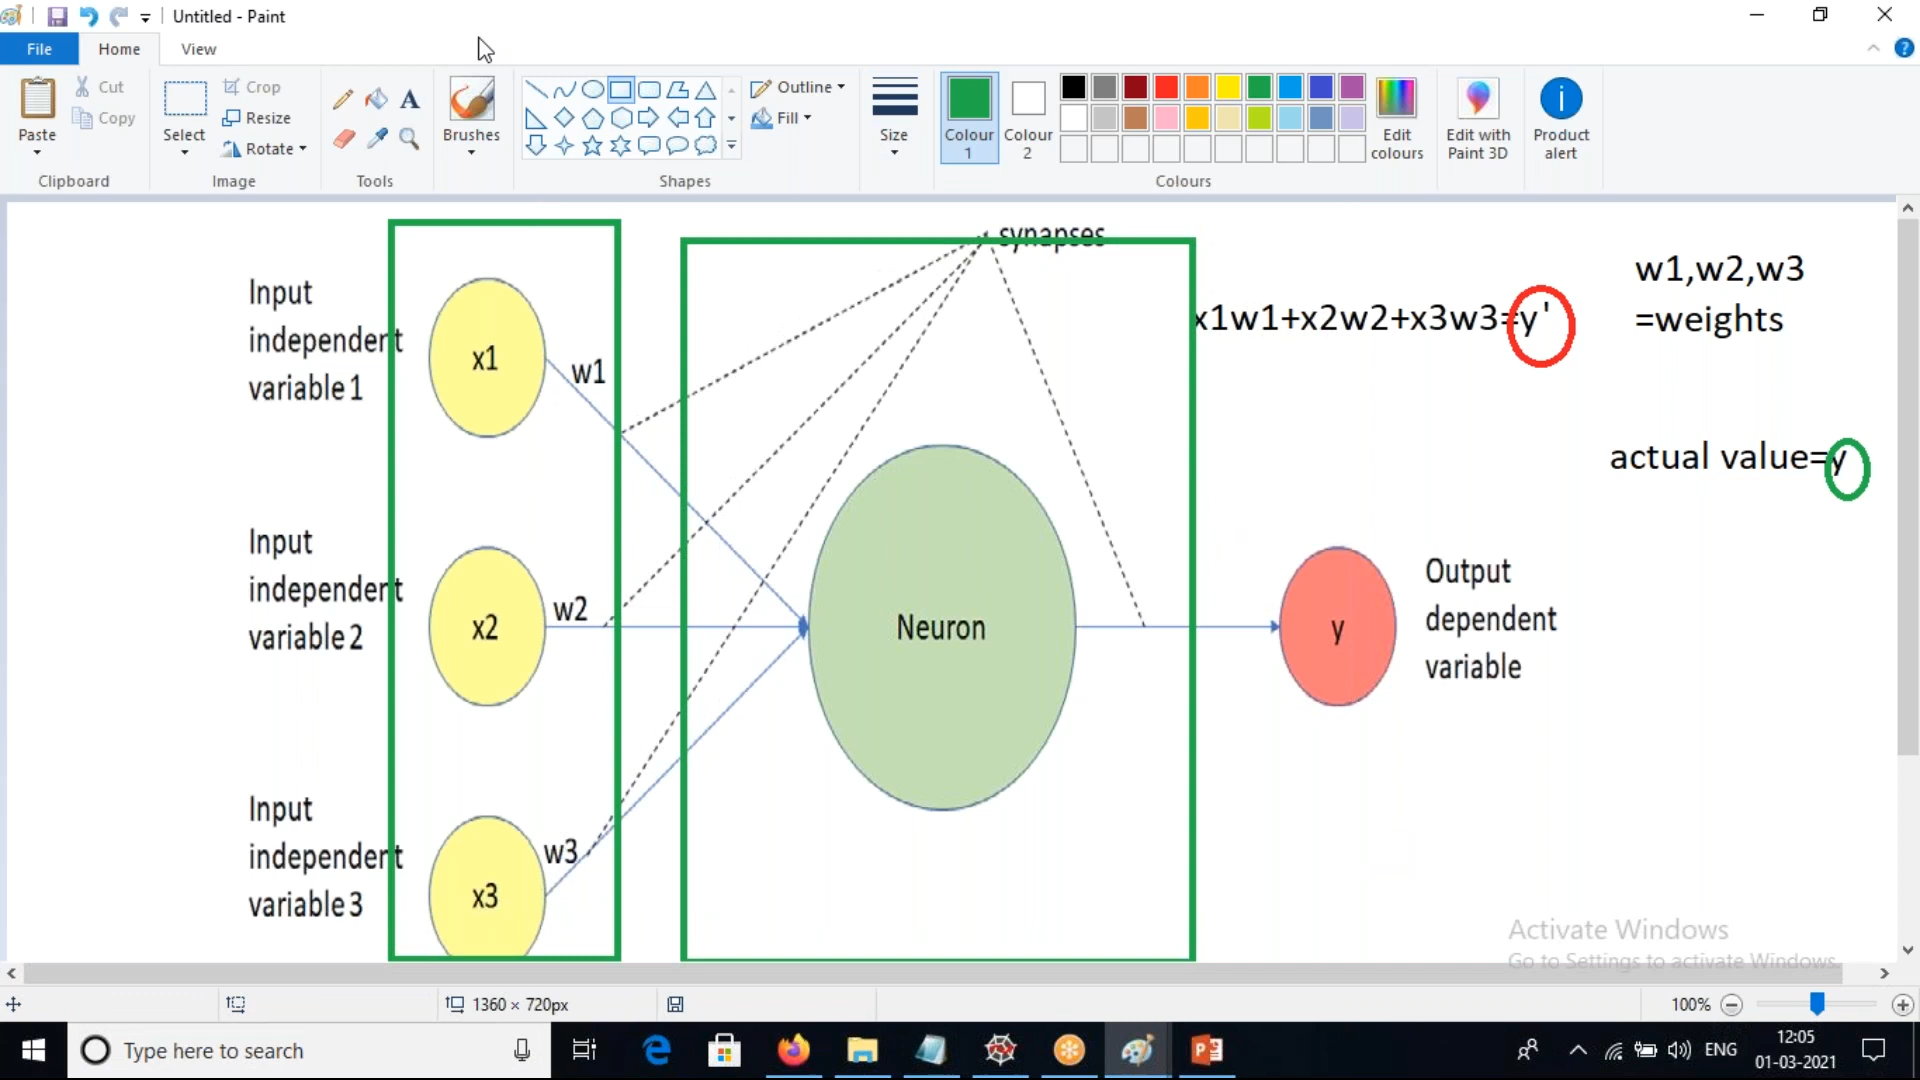 Untitled - Paint
File Home View
Paste
Cut
Copy
Clipboard
Select
Crop
Resize
Rotate
Image
Tools
Brushes
Shapes
Outline
Fill
Size
Colour
1
Colour
2
Edit
colours
Colours
Edit with
Paint 3D
Product
alert
synapses
Input
independent
variable 1
x1
w1
x1w1+x2w2+x3w3=y'
w1,w2,w3
=weights
actual value=y
Input
independent
variable 2
x2
w2
Neuron
y
Output
dependent
variable
Input
independent
variable 3
x3
w3
Activate Windows
Go to Settings to activate Windows.
1360 × 720px
100%
Type here to search
ENG
12:05
01-03-2021